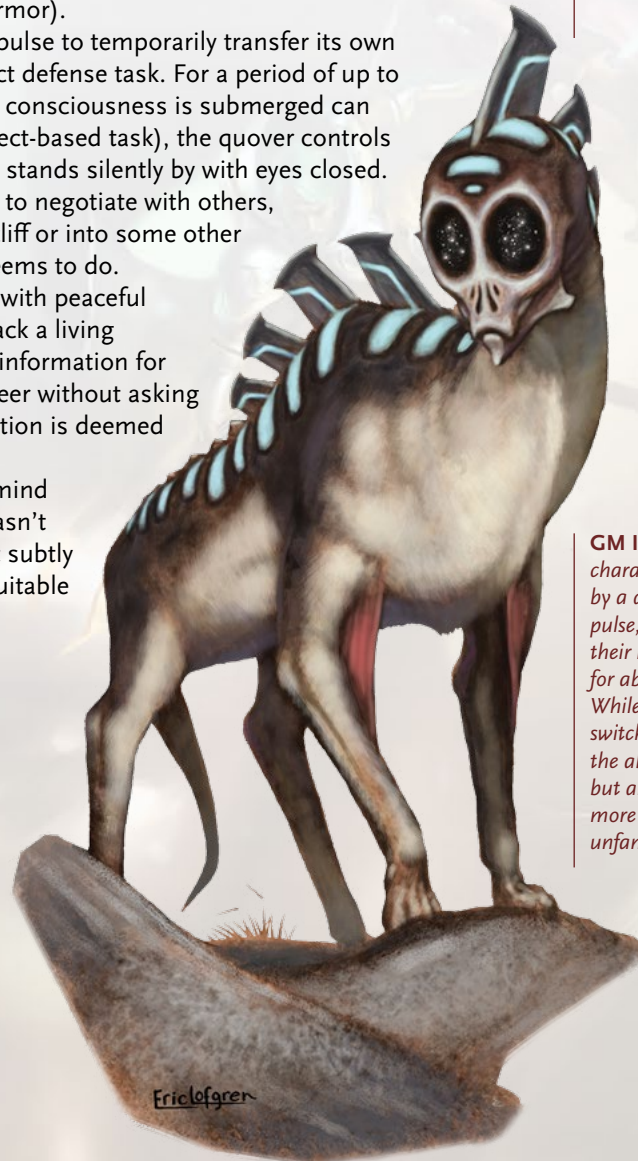 rmor).
pulse to temporarily transfer its own
ct defense task. For a period of up to
consciousness is submerged can
ect-based task), the quover controls
stands silently by with eyes closed.
to negotiate with others,
liff or into some other
eems to do.
with peaceful
ack a living
information for
eer without asking
tion is deemed
mind
asn't
subtly
uitable
GM I
chara
by a
pulse,
their
for ab
While
switch
the a
but a
more
unfa
Ericlofgren